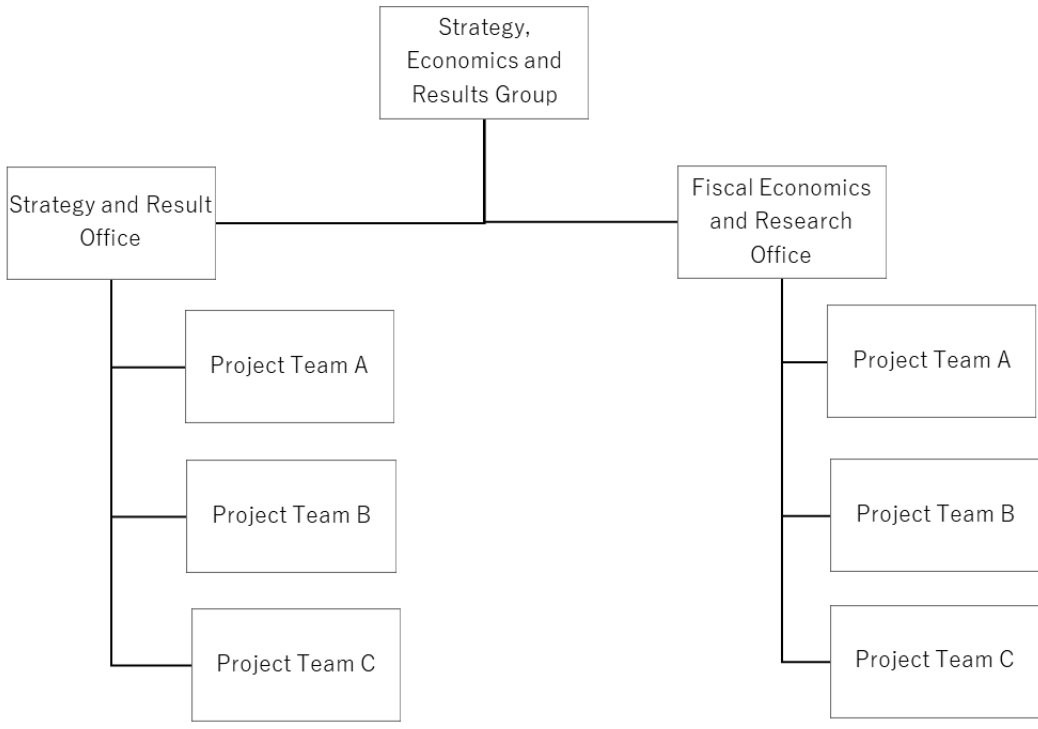 Strategy,
Economics and
Results Group
Strategy and Result
Office
Fiscal Economics
and Research
Office
Project Team A
Project Team B
Project Team C
Project Team A
Project Team B
Project Team C